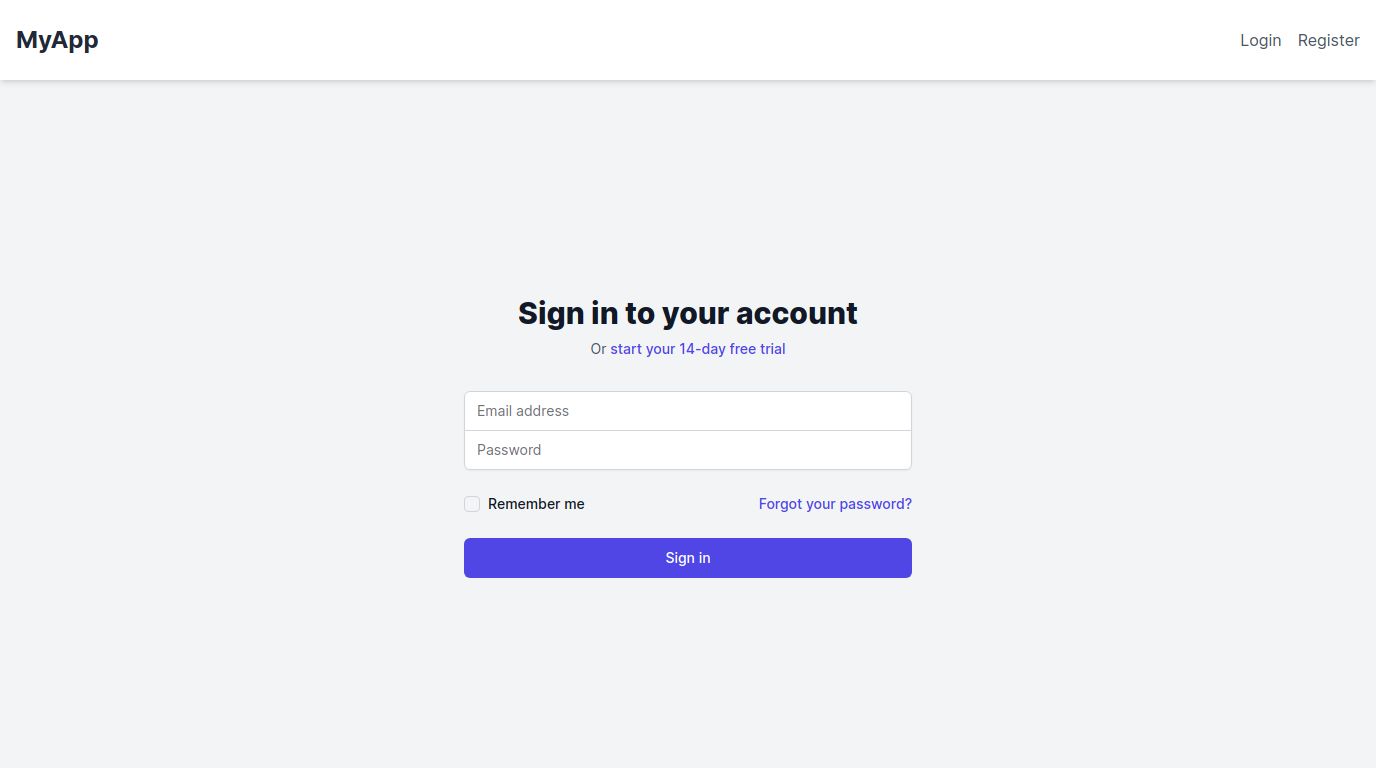 MyApp
Login Register
Sign in to your account
Or start your 14-day free trial
Email address
Password
Remember me
Forgot your password?
Sign in